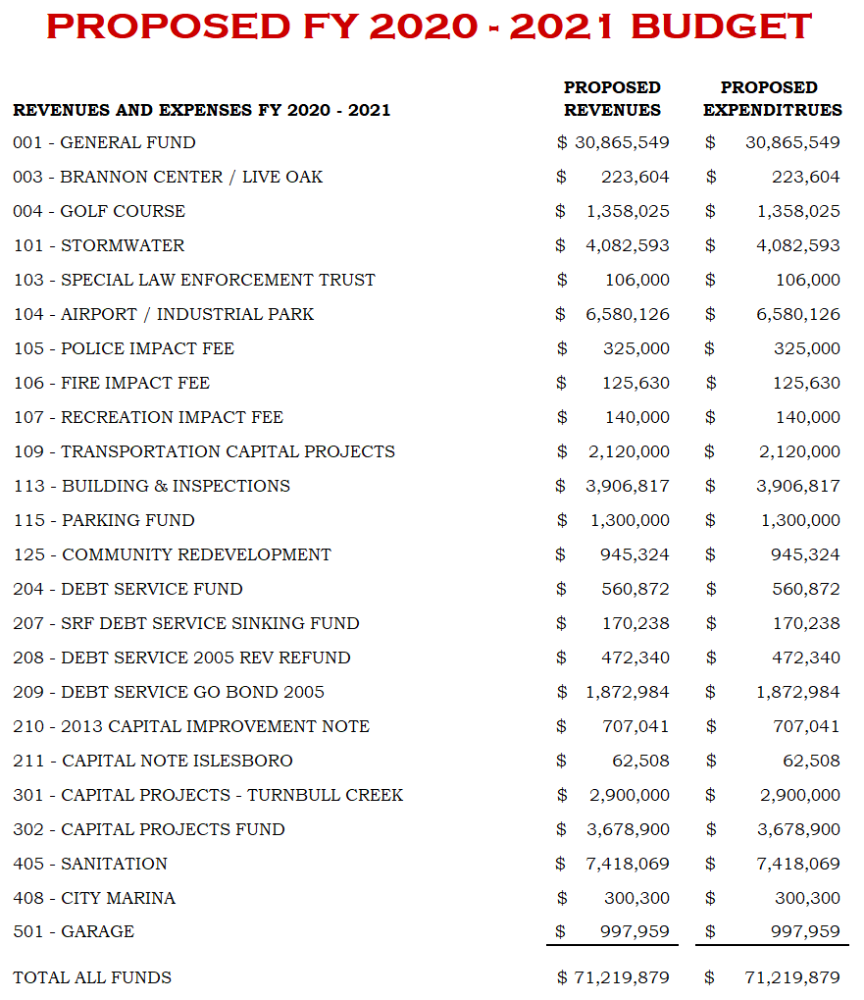 PROPOSED FY 2020 - 2021 BUDGET
PROPOSED PROPOSED
REVENUES AND EXPENSES FY 2020 - 2021 REVENUES EXPENDITRUES
001 - GENERAL FUND $ 30,865,549 $ 30,865,549
003 - BRANNON CENTER / LIVE OAK $ 223,604 $ 223,604
004 - GOLF COURSE $ 1,358,025 $ 1,358,025
101 - STORMWATER $ 4,082,593 $ 4,082,593
103 - SPECIAL LAW ENFORCEMENT TRUST $ 106,000 $ 106,000
104 - AIRPORT / INDUSTRIAL PARK $ 6,580,126 $ 6,580,126
105 - POLICE IMPACT FEE $ 325,000 $ 325,000
106 - FIRE IMPACT FEE $ 125,630 $ 125,630
107 - RECREATION IMPACT FEE $ 140,000 $ 140,000
109 - TRANSPORTATION CAPITAL PROJECTS $ 2,120,000 $ 2,120,000
113 - BUILDING & INSPECTIONS $ 3,906,817 $ 3,906,817
115 - PARKING FUND $ 1,300,000 $ 1,300,000
125 - COMMUNITY REDEVELOPMENT $ 945,324 $ 945,324
204 - DEBT SERVICE FUND $ 560,872 $ 560,872
207 - SRF DEBT SERVICE SINKING FUND $ 170,238 $ 170,238
208 - DEBT SERVICE 2005 REV REFUND $ 472,340 $ 472,340
209 - DEBT SERVICE GO BOND 2005 $ 1,872,984 $ 1,872,984
210 - 2013 CAPITAL IMPROVEMENT NOTE $ 707,041 $ 707,041
211 - CAPITAL NOTE ISLESBORO $ 62,508 $ 62,508
301 - CAPITAL PROJECTS - TURNBULL CREEK $ 2,900,000 $ 2,900,000
302 - CAPITAL PROJECTS FUND $ 3,678,900 $ 3,678,900
405 - SANITATION $ 7,418,069 $ 7,418,069
408 - CITY MARINA $ 300,300 $ 300,300
501 - GARAGE $ 997,959 $ 997,959
TOTAL ALL FUNDS $ 71,219,879 $ 71,219,879